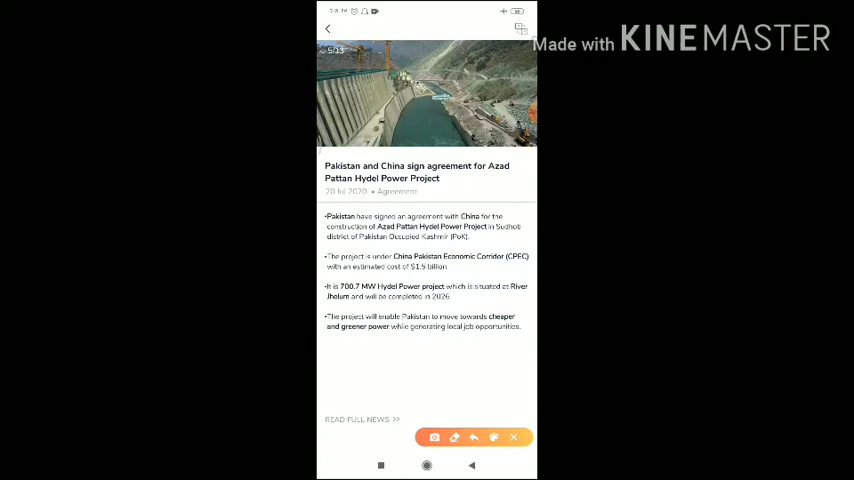 Made with KINEMASTER
5/13
Pakistan and China sign agreement for Azad
Pattan Hydel Power Project
20 Jul 2020 • Agreement
•Pakistan have signed an agreement with China for the
construction of Azad Pattan Hydel Power Project in Sudhoti
district of Pakistan Occupied Kashmir (PoK).
•The project is under China Pakistan Economic Corridor (CPEC)
with an estimated cost of $1.5 billion
•It is 700.7 MW Hydel Power project which is situated at River
Jhelum and will be completed in 2026
•The project will enable Pakistan to move towards cheaper
and greener power while generating local job opportunities.
READ FULL NEWS >>